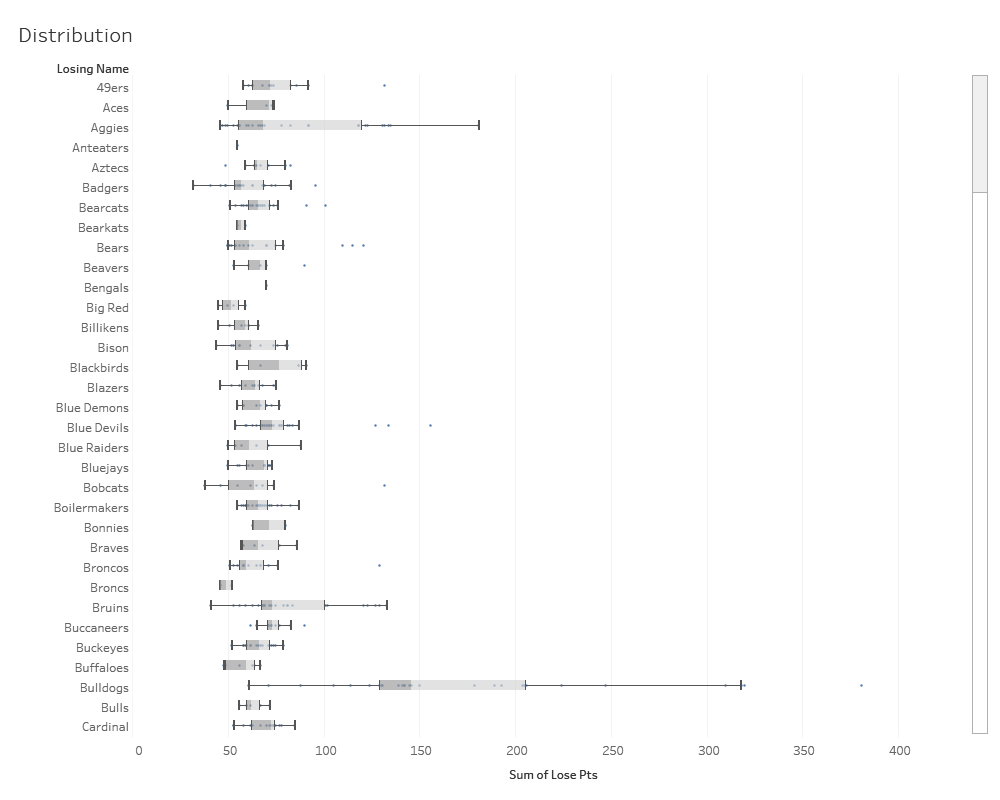 Distribution
Losing Name
49ers
Aces
Aggies
Anteaters
Aztecs
Badgers
Bearcats
Bearkats
Bears
Beavers
Bengals
Big Red
Billikens
Bison
Blackbirds
Blazers
Blue Demons
Blue Devils
Blue Raiders
Bluejays
Bobcats
Boilermakers
Bonnies
Braves
Broncos
Broncs
Bruins
Buccaneers
Buckeyes
Buffaloes
Bulldogs
Bulls
Cardinal
0 50 100 150 200 250 300 350 400
Sum of Lose Pts